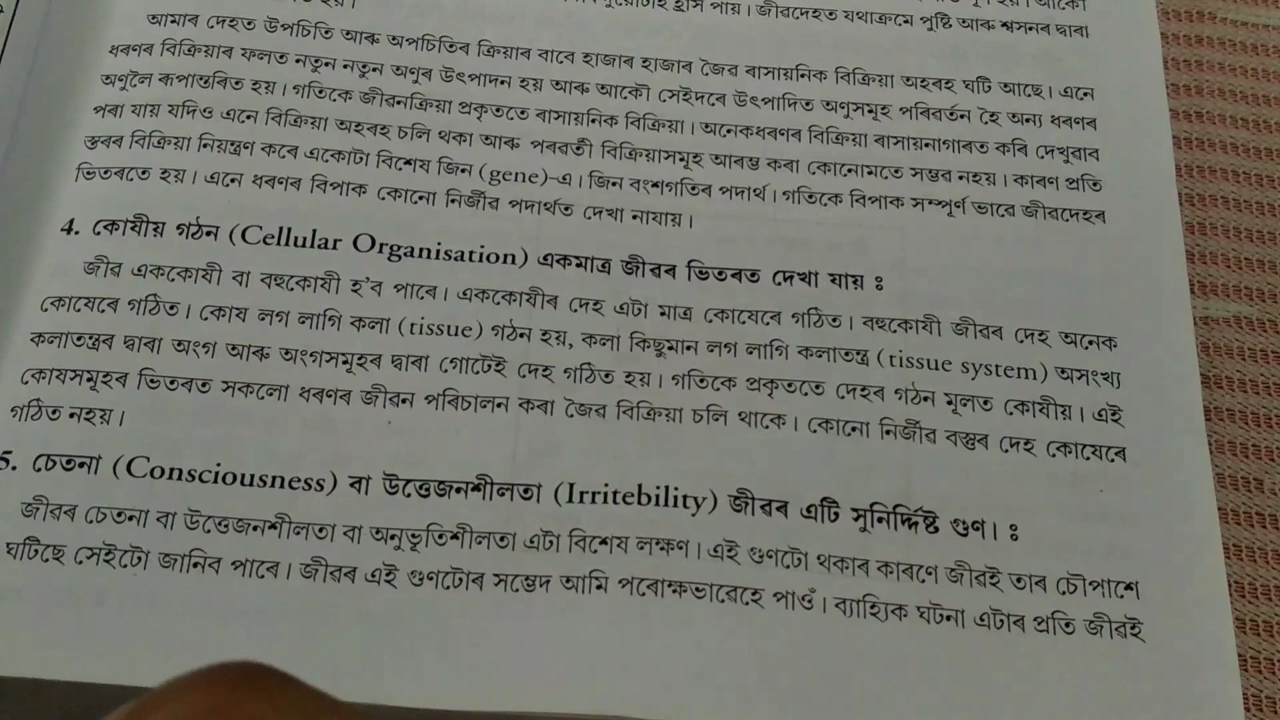 হ্ৰাস পায়। জীৱদেহত যথাক্ৰমে পুষ্টি আৰু শ্বসনৰ দ্বাৰা
আমাৰ দেহত উপচিতি আৰু অপচিতিৰ ক্ৰিয়াৰ বাবে হাজাৰ হাজাৰ জৈৱ ৰাসায়নিক বিক্ৰিয়া অহৰহ ঘটি আছে। এনে
ধৰণৰ বিক্ৰিয়াৰ ফলত নতুন নতুন অণুৰ উৎপাদন হয় আৰু আকৌ সেইদৰে উৎপাদিত অণুসমূহ পৰিৱৰ্তন হৈ অন্য ধৰণৰ
অণুলৈ ৰূপান্তৰিত হয়। গতিকে জীৱনক্ৰিয়া প্ৰকৃততে ৰাসায়নিক বিক্ৰিয়া। অনেকধৰণৰ বিক্ৰিয়া ৰাসায়নাগাৰত কৰি দেখুৱাব
পৰা যায় যদিও এনে বিক্ৰিয়া অহৰহ চলি থকা আৰু পৰৱৰ্তী বিক্ৰিয়াসমূহ আৰম্ভ কৰা কোনোমতে সম্ভৱ নহয়। কাৰণ প্ৰতি
স্তৰৰ বিক্ৰিয়া নিয়ন্ত্ৰণ কৰে একোটা বিশেষ জিন (gene)-এ। জিন বংশগতিৰ পদাৰ্থ। গতিকে বিপাক সম্পূৰ্ণ ভাৱে জীৱদেহৰ
ভিতৰতে হয়। এনে ধৰণৰ বিপাক কোনো নিৰ্জীৱ পদাৰ্থত দেখা নাযায়।
4. কোষীয় গঠন (Cellular Organisation) একমাত্ৰ জীৱৰ ভিতৰত দেখা যায় ঃ
জীৱ এককোষী বা বহুকোষী হ'ব পাৰে। এককোষীৰ দেহ এটা মাত্ৰ কোষেৰে গঠিত। বহুকোষী জীৱৰ দেহ অনেক
কোষেৰে গঠিত। কোষ লগ লাগি কলা (tissue) গঠন হয়, কলা কিছুমান লগ লাগি কলাতন্ত্ৰ (tissue system) অসংখ্য
কলাতন্ত্ৰৰ দ্বাৰা অংগ আৰু অংগসমূহৰ দ্বাৰা গোটেই দেহ গঠিত হয়। গতিকে প্ৰকৃততে দেহৰ গঠন মূলত কোষীয়। এই
কোষসমূহৰ ভিতৰত সকলো ধৰণৰ জীৱন পৰিচালন কৰা জৈৱ বিক্ৰিয়া চলি থাকে। কোনো নিৰ্জীৱ বস্তুৰ দেহ কোষেৰে
গঠিত নহয়।
5. চেতনা (Consciousness) বা উত্তেজনশীলতা (Irritebility) জীৱৰ এটি সুনিৰ্দ্দিষ্ট গুণ। ঃ
জীৱৰ চেতনা বা উত্তেজনশীলতা বা অনুভূতিশীলতা এটা বিশেষ লক্ষণ। এই গুণটো থকাৰ কাৰণে জীৱই তাৰ চৌপাশে
ঘটিছে সেইটো জানিব পাৰে। জীৱৰ এই গুণটোৰ সম্ভেদ আমি পৰোক্ষভাৱেহে পাওঁ। ব্যাহ্যিক ঘটনা এটাৰ প্ৰতি জীৱই